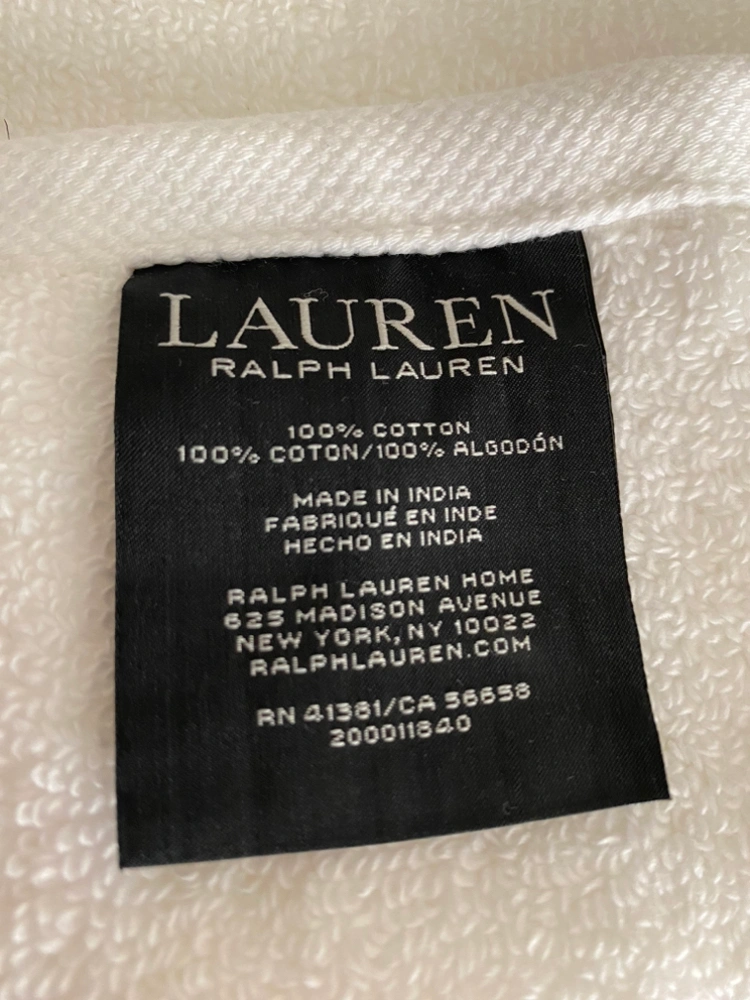 LAUREN
RALPH LAUREN
100% COTTON
100% COTON/100% ALGODÓN
MADE IN INDIA
FABRIQUÉ EN INDE
HECHO EN INDIA
RALPH LAUREN HOME
625 MADISON AVENUE
NEW YORK, NY 10022
RALPHLAUREN.COM
RN 41381/CA 56658
200011840